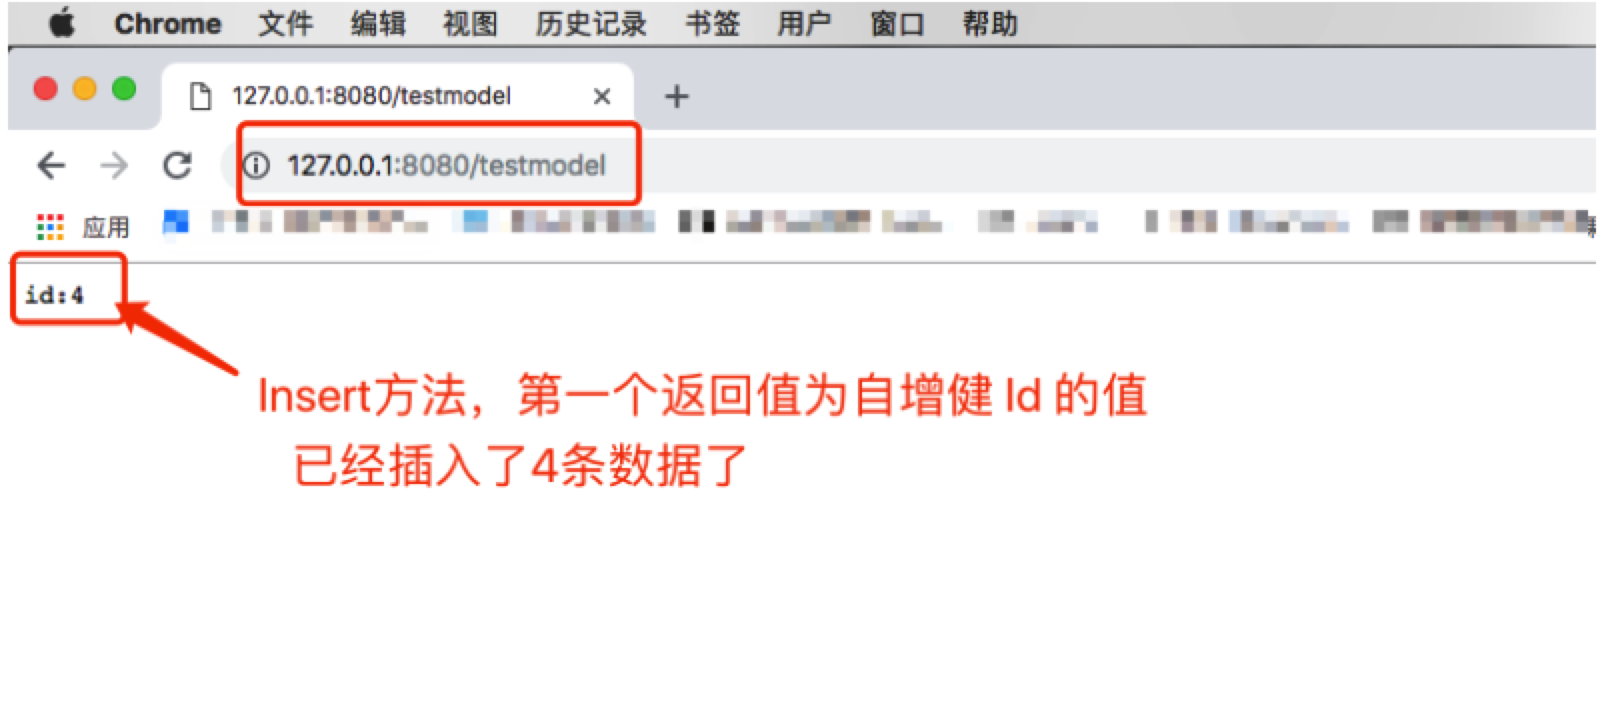 Chrome 文件 编辑 视图 历史记录 书签 用户 窗口 帮助
127.0.0.1:8080/testmodel
127.0.0.1:8080/testmodel
应用
id:4
Insert方法，第一个返回值为自增健 Id 的值
已经插入了4条数据了